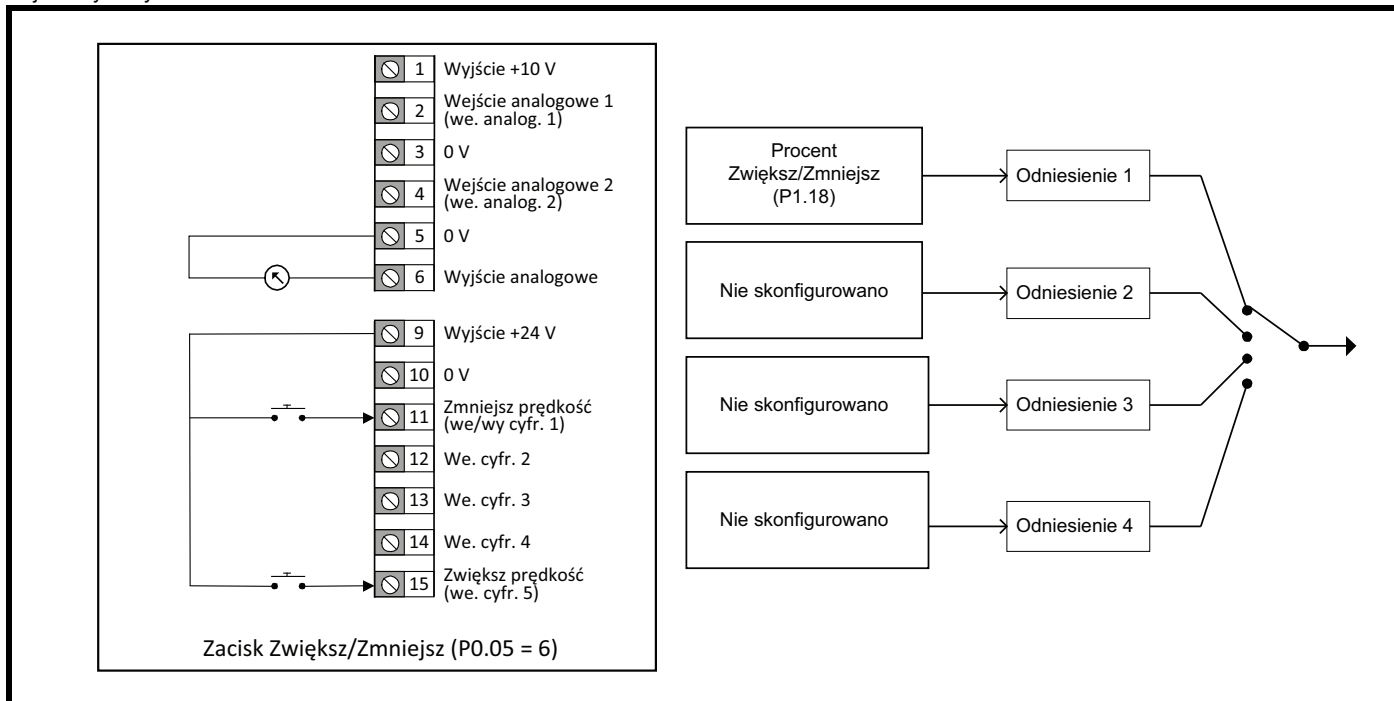 1 Wyjście +10 V
2 Wejście analogowe 1
(we. analog. 1)
3 0 V
4 Wejście analogowe 2
(we. analog. 2)
5 0 V
6 Wyjście analogowe
9 Wyjście +24 V
10 0 V
11 Zmniejsz prędkość
(we/wy cyfr. 1)
12 We. cyfr. 2
13 We. cyfr. 3
14 We. cyfr. 4
15 Zwiększ prędkość
(we. cyfr. 5)
Zacisk Zwiększ/Zmniejsz (P0.05 = 6)
Procent
Zwiększ/Zmniejsz
(P1.18)
Odniesienie 1
Nie skonfigurowano
Odniesienie 2
Nie skonfigurowano
Odniesienie 3
Nie skonfigurowano
Odniesienie 4